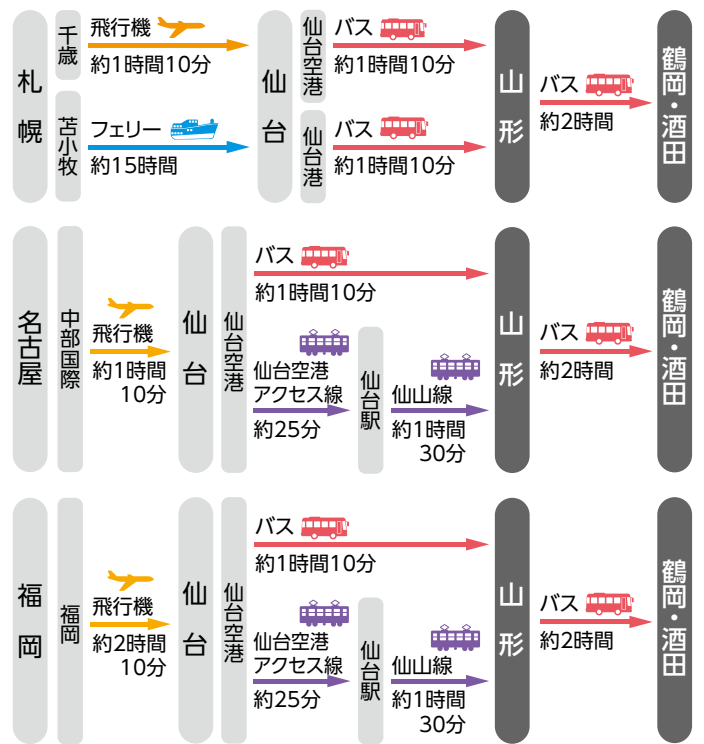 札幌
千歳
飛行機
約1時間10分
苫小牧
フェリー
約15時間
仙台
仙台空港
バス
約1時間10分
仙台港
バス
約1時間10分
山形
バス
約2時間
鶴岡・酒田
名古屋
中部国際
飛行機
約1時間
10分
仙台
仙台空港
バス
約1時間10分
仙台空港
アクセス線
約25分
仙台駅
仙山線
約1時間
30分
山形
バス
約2時間
鶴岡・酒田
福岡
福岡
飛行機
約2時間
10分
仙台
仙台空港
バス
約1時間10分
仙台空港
アクセス線
約25分
仙台駅
仙山線
約1時間
30分
山形
バス
約2時間
鶴岡・酒田